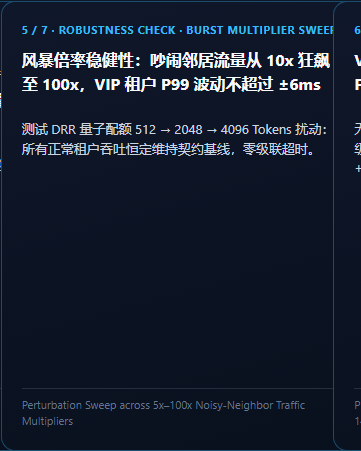 5 / 7 · ROBUSTNESS CHECK · BURST MULTIPLIER SWEEP
风暴倍率稳健性：吵闹邻居流量从 10x 狂飙
至 100x，VIP 租户 P99 波动不超过 ±6ms
测试 DRR 量子配额 512 → 2048 → 4096 Tokens 扰动：
所有正常租户吞吐恒定维持契约基线，零级联超时。
Perturbation Sweep across 5x–100x Noisy-Neighbor Traffic
Multipliers